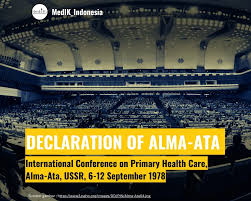 MedIK_Indonesia
DECLARATION OF ALMA-ATA
International Conference on Primary Health Care,
Alma-Ata, USSR, 6-12 September 1978